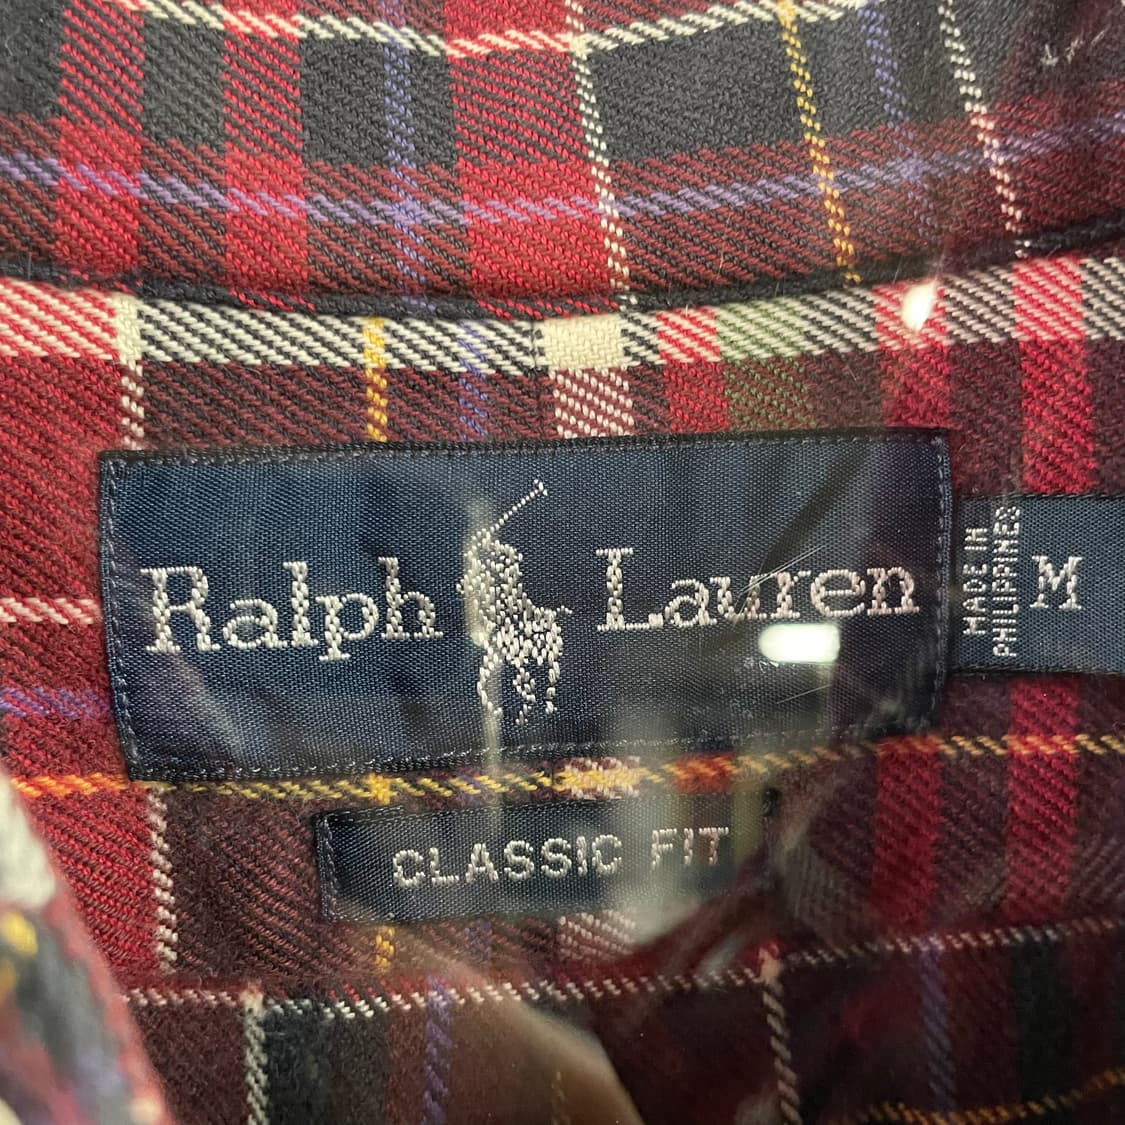 Ralph Lauren
MADE IN
PHILIPPINES
M
CLASSIC FIT